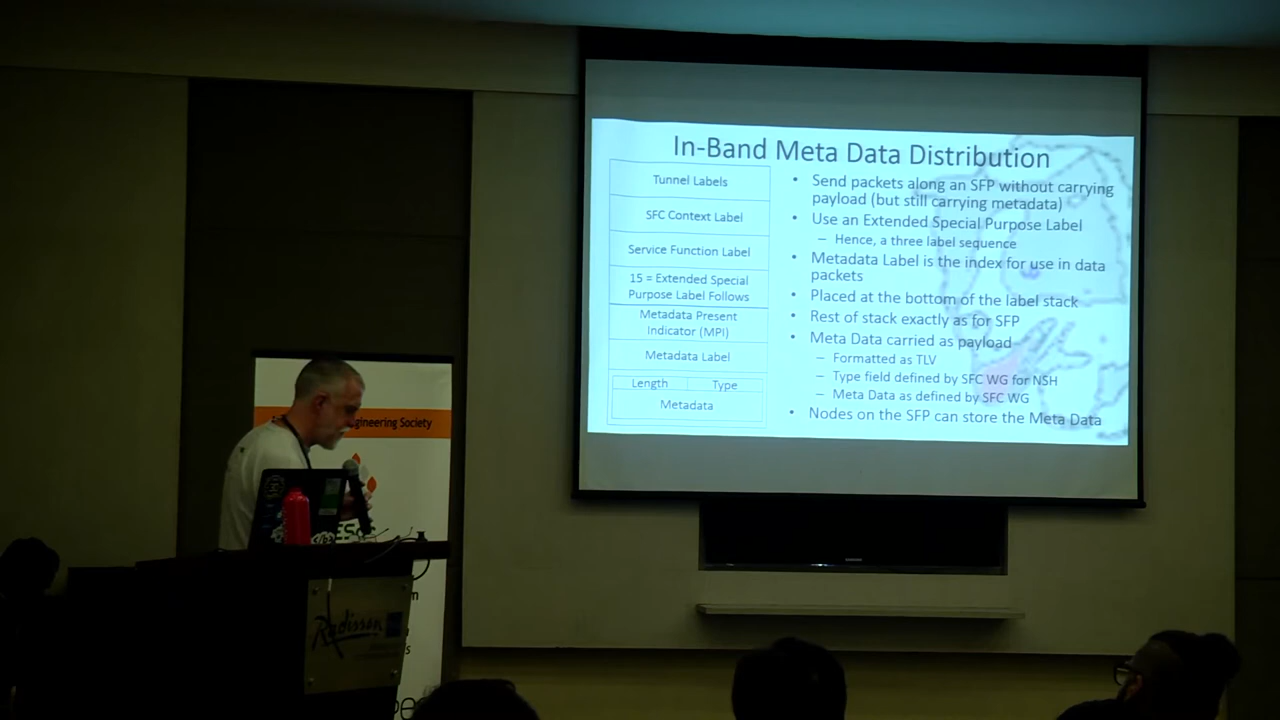 In-Band Meta Data Distribution
Tunnel Labels
SFC Context Label
Service Function Label
15 = Extended Special
Purpose Label Follows
Metadata Present
Indicator (MPI)
Metadata Label
Length Type
Metadata
• Send packets along an SFP without carrying
payload (but still carrying metadata)
• Use an Extended Special Purpose Label
– Hence, a three label sequence
• Metadata Label is the index for use in data
packets
• Placed at the bottom of the label stack
• Rest of stack exactly as for SFP
• Meta Data carried as payload
– Formatted as TLV
– Type field defined by SFC WG for NSH
– Meta Data as defined by SFC WG
• Nodes on the SFP can store the Meta Data
gineering Society
Radisson